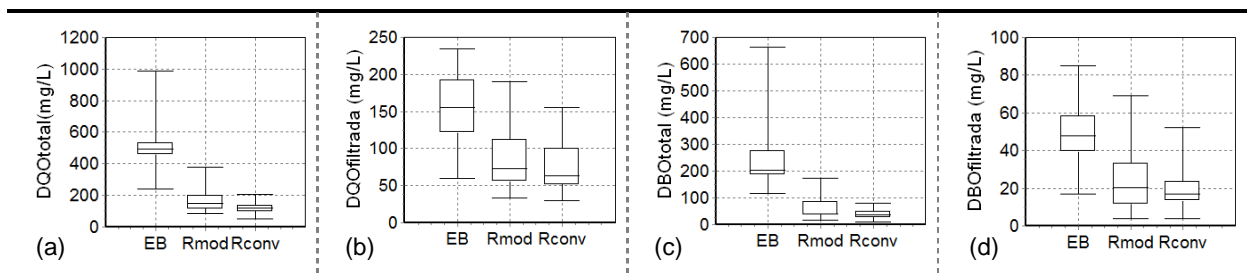 DQOtotal(mg/L)
1200
1000
800
600
400
200
0
EB Rmod Rconv
(a)
DQOfiltrada (mg/L)
250
200
150
100
50
0
EB Rmod Rconv
(b)
DBOtotal (mg/L)
700
600
500
400
300
200
100
0
EB Rmod Rconv
(c)
DBOfiltrada (mg/L)
100
80
60
40
20
0
EB Rmod Rconv
(d)